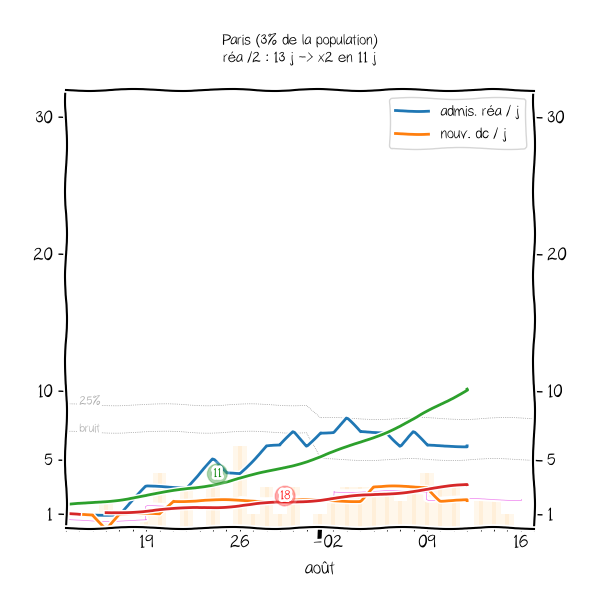 Paris (3% de la population)
réa /2 : 13 j -> x2 en 11 j
admis. réa / j
nouv. dc / j
30 30
20 20
10 10
25%
bruit
5 5
11
18
1 1
19 26 02 09 16
août